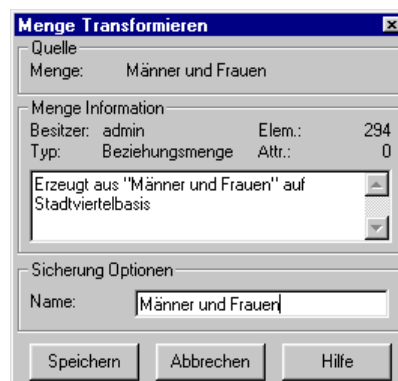 Menge Transformieren
Quelle
Menge: Männer und Frauen
Menge Information
Besitzer: admin Elem.: 294
Typ: Beziehungsmenge Attr.: 0
Erzeugt aus "Männer und Frauen" auf
Stadtviertelbasis
Sicherung Optionen
Name: Männer und Frauen
Speichern Abbrechen Hilfe